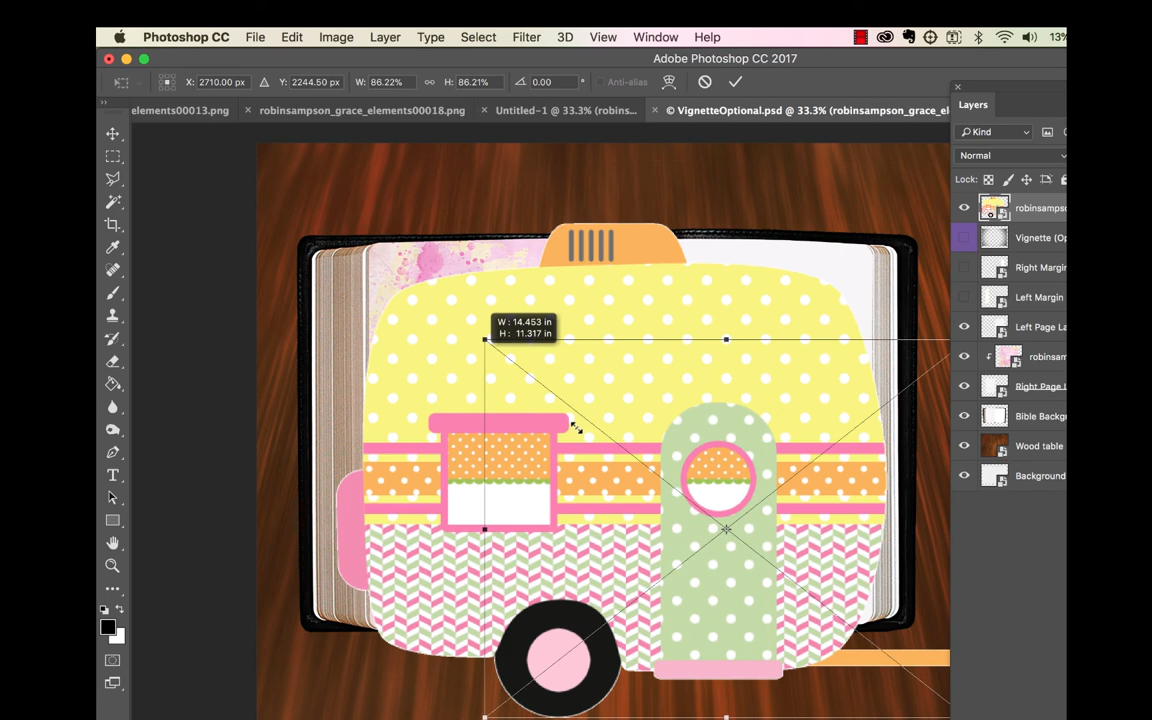 Photoshop CC File Edit Image Layer Type Select Filter 3D View Window Help 13%
Adobe Photoshop CC 2017
X: 2710.00 px Y: 2244.50 px W: 86.22% H: 86.21% 0.00 ° Anti-alias
elements00013.png × robinsampson_grace_elements00018.png × Untitled-1 @ 33.3% (robins... × © VignetteOptional.psd @ 33.3% (robinsampson_grace_el
Layers
Kind
Normal
Lock:
robinsampso
Vignette (Op
Right Margin
Left Margin
Left Page La
robinsam
Right Page L
Bible Backgr
Wood table
Background
W: 14.453 in
H: 11.317 in